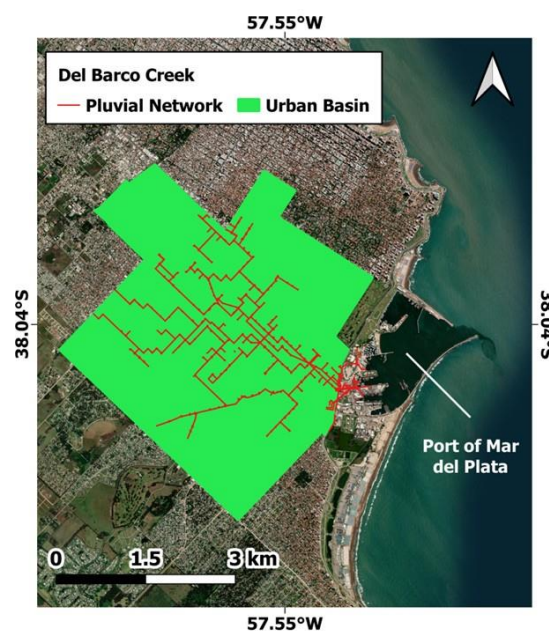 57.55°W
Del Barco Creek
Pluvial Network Urban Basin
38.04°S
38.04°S
Port of Mar
del Plata
0 1.5 3 km
57.55°W